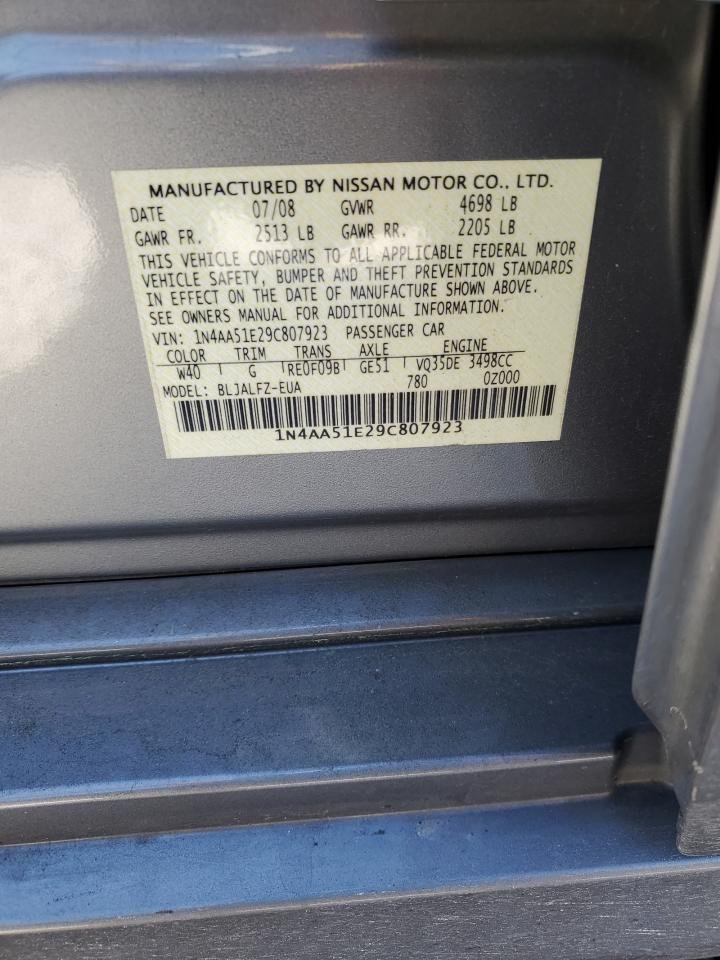 MANUFACTURED BY NISSAN MOTOR CO., LTD.
DATE 07/08 GVWR 4698 LB
GAWR FR. 2513 LB GAWR RR. 2205 LB
THIS VEHICLE CONFORMS TO ALL APPLICABLE FEDERAL MOTOR
VEHICLE SAFETY, BUMPER AND THEFT PREVENTION STANDARDS
IN EFFECT ON THE DATE OF MANUFACTURE SHOWN ABOVE.
SEE OWNERS MANUAL FOR ADDITIONAL INFORMATION.
VIN: 1N4AA51E29C807923 PASSENGER CAR
COLOR TRIM TRANS AXLE ENGINE
W40 G RE0F09B GE51 VQ35DE 3498CC
MODEL: BLJALFZ-EUA 780 0Z000
1N4AA51E29C807923